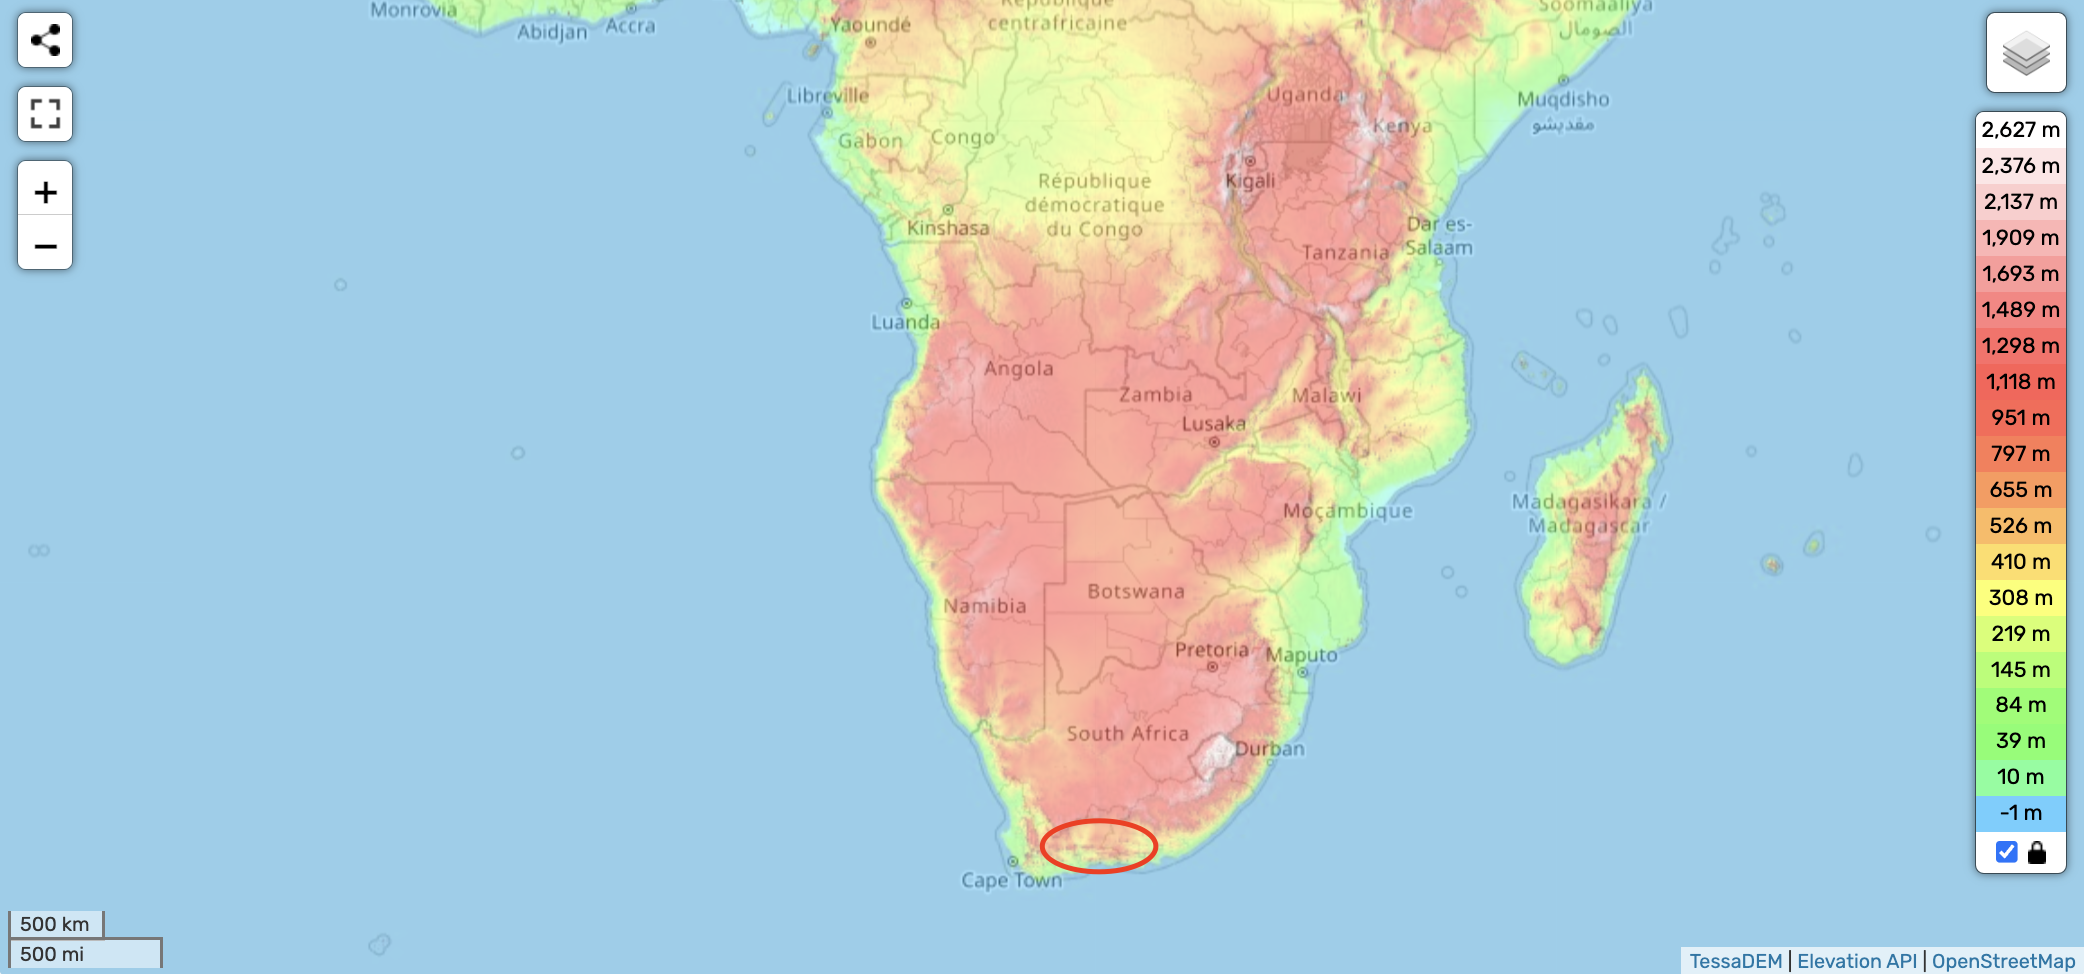 Monrovia
Abidjan
Accra
Yaoundé
République
centrafricaine
Soomaaliya
الصومال
Libreville
Uganda
Muqdisho
مقديشو
Gabon
Congo
Kenya
République
démocratique
du Congo
Kigali
Kinshasa
Dar es-
Salaam
Tanzania
Luanda
Angola
Zambia
Malawi
Lusaka
Moçambique
Madagasikara /
Madagascar
Namibia
Botswana
Pretoria
Maputo
South Africa
Durban
Cape Town
+
−
2,627 m
2,376 m
2,137 m
1,909 m
1,693 m
1,489 m
1,298 m
1,118 m
951 m
797 m
655 m
526 m
410 m
308 m
219 m
145 m
84 m
39 m
10 m
-1 m
500 km
500 mi
TessaDEM | Elevation API | OpenStreetMap